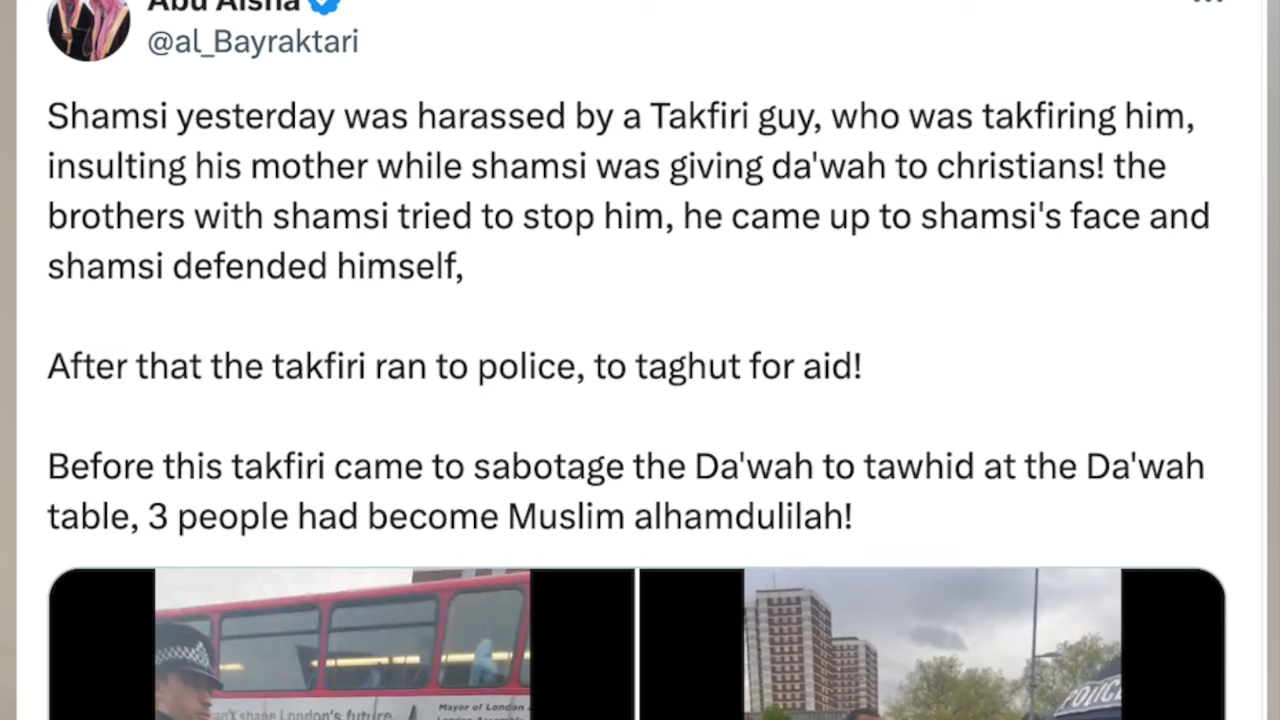 Abu Aisha
@al_Bayraktari
Shamsi yesterday was harassed by a Takfiri guy, who was takfiring him,
insulting his mother while shamsi was giving da'wah to christians! the
brothers with shamsi tried to stop him, he came up to shamsi's face and
shamsi defended himself,
After that the takfiri ran to police, to taghut for aid!
Before this takfiri came to sabotage the Da'wah to tawhid at the Da'wah
table, 3 people had become Muslim alhamdulilah!
shape London's future.
Mayor of London
POLICE